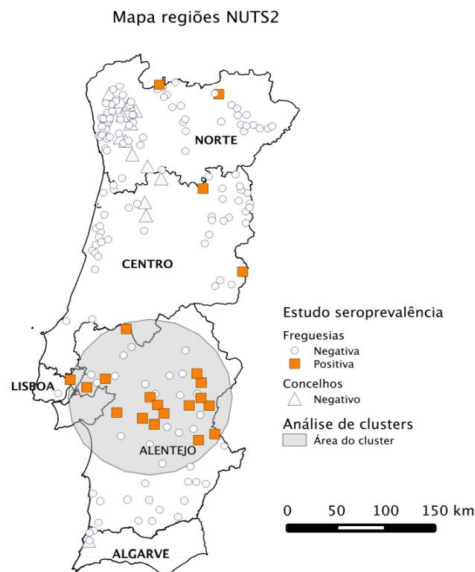 Mapa regiões NUTS2
NORTE
CENTRO
LISBOA
ALENTEJO
ALGARVE
Estudo seroprevalência
Freguesias
Negativa
Positiva
Concelhos
Negativo
Análise de clusters
Área do cluster
0 50 100 150 km